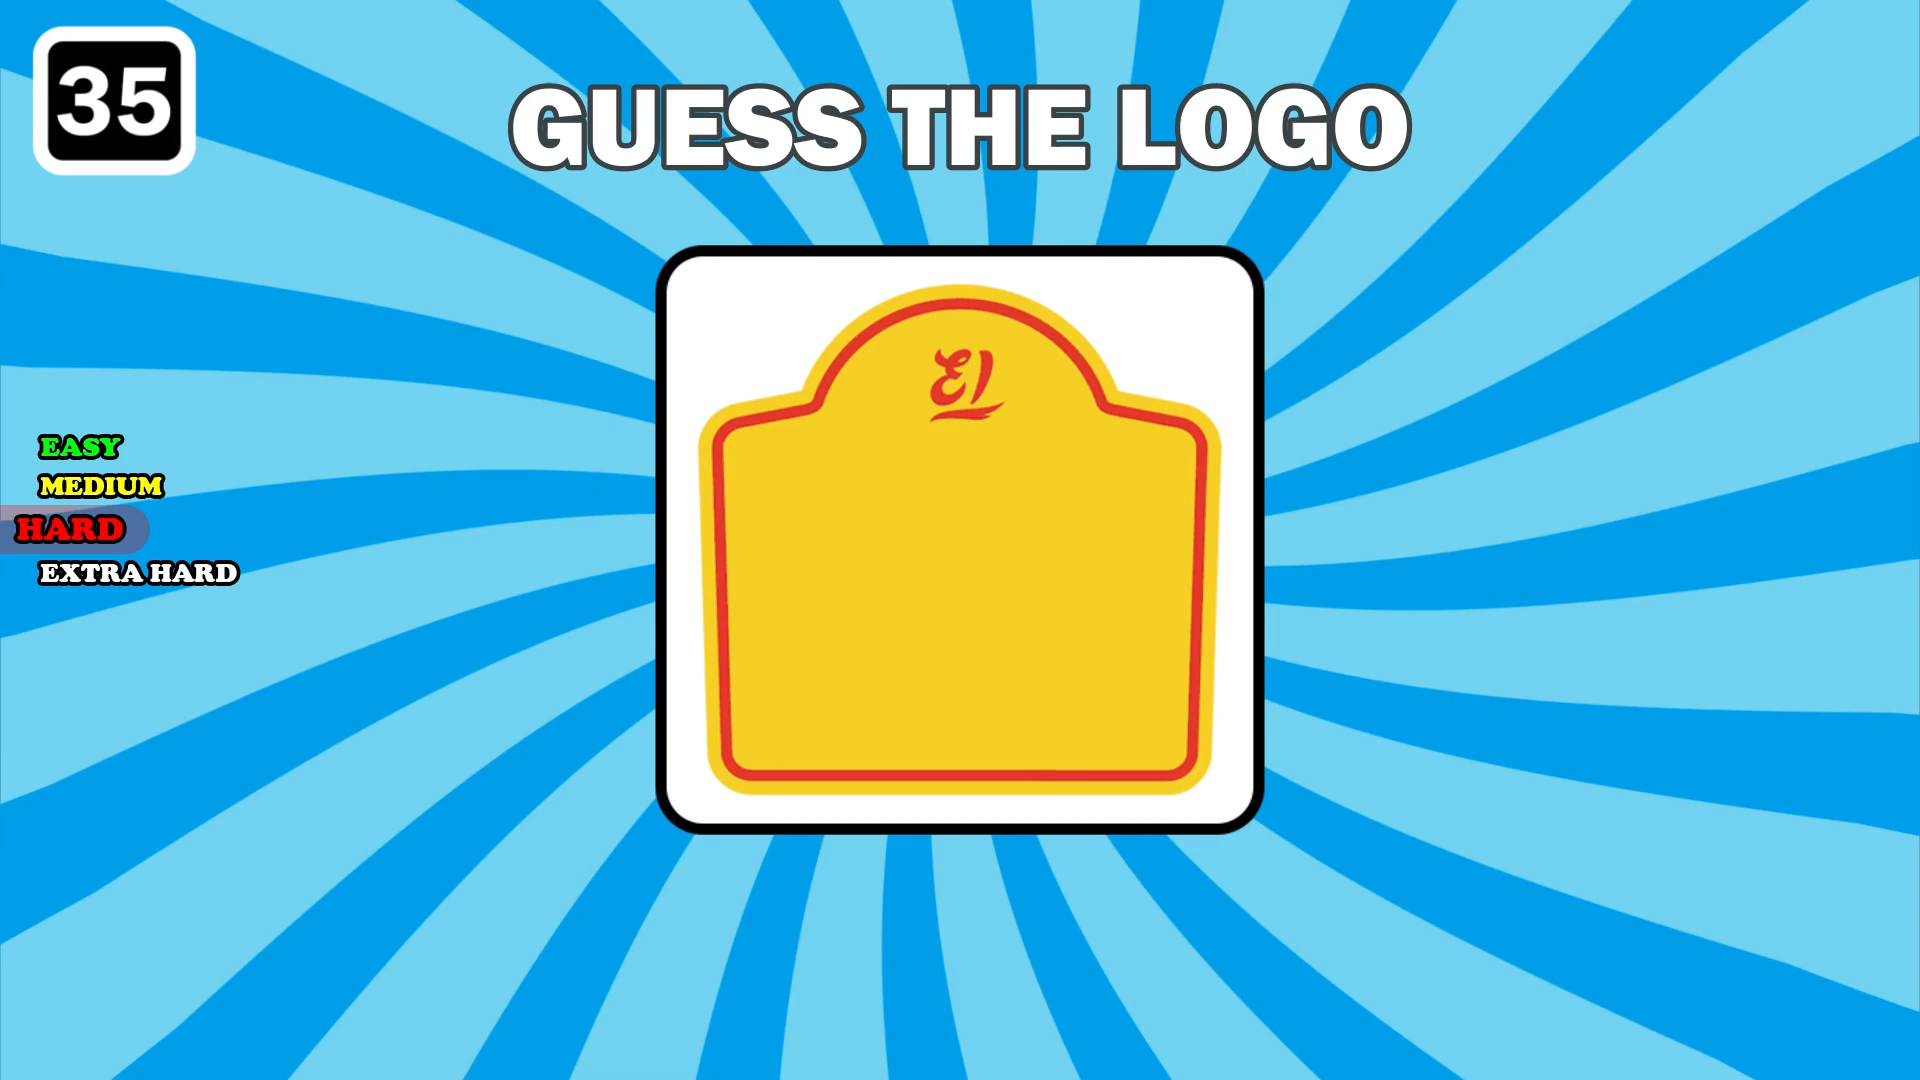 35
GUESS THE LOGO
El
EASY
MEDIUM
HARD
EXTRA HARD